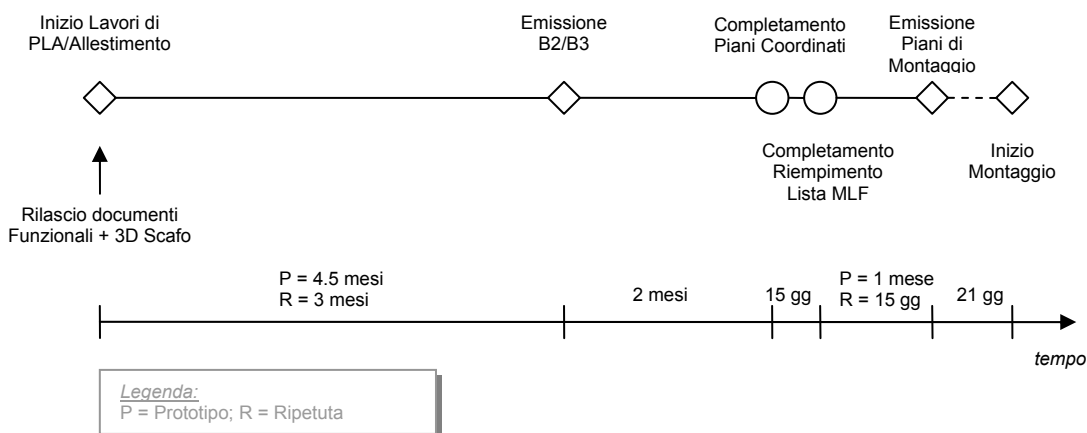 Inizio Lavori di
PLA/Allestimento
Emissione
B2/B3
Completamento
Piani Coordinati
Emissione
Piani di
Montaggio
Completamento
Riempimento
Lista MLF
Inizio
Montaggio
Rilascio documenti
Funzionali + 3D Scafo
P = 4.5 mesi
R = 3 mesi
2 mesi
15 gg
P = 1 mese
R = 15 gg
21 gg
tempo
Legenda:
P = Prototipo; R = Ripetuta